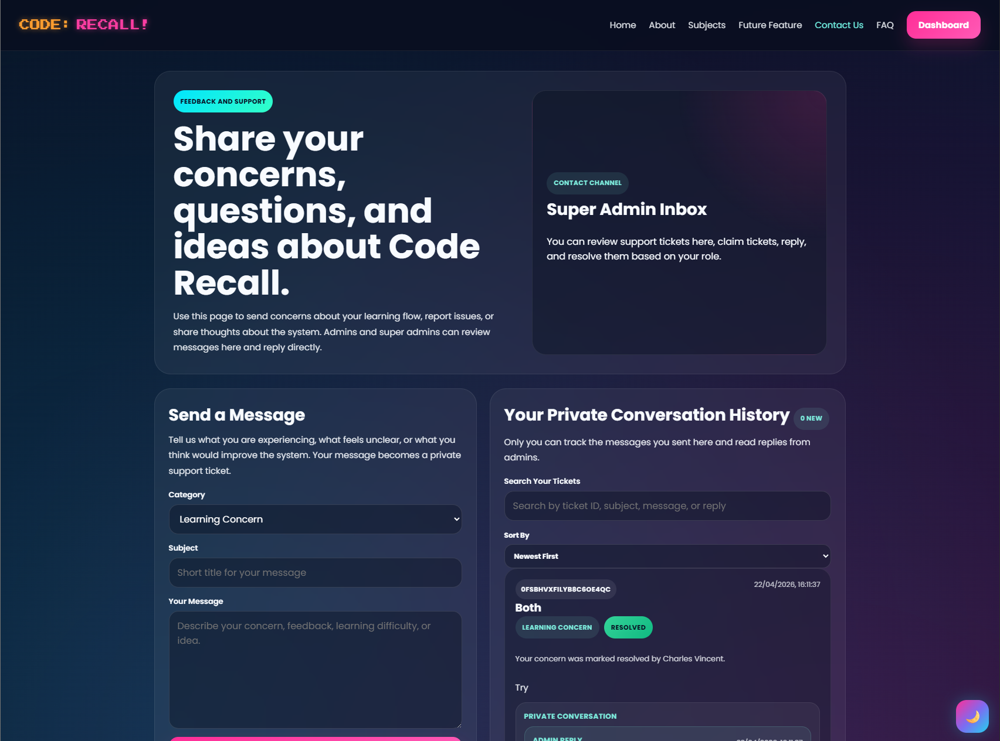 CODE: RECALL!
Home About Subjects Future Feature Contact Us FAQ Dashboard
FEEDBACK AND SUPPORT
Share your
concerns,
questions, and
ideas about Code
Recall.
Use this page to send concerns about your learning flow, report issues, or
share thoughts about the system. Admins and super admins can review
messages here and reply directly.
CONTACT CHANNEL
Super Admin Inbox
You can review support tickets here, claim tickets, reply,
and resolve them based on your role.
Send a Message
Tell us what you are experiencing, what feels unclear, or what you
think would improve the system. Your message becomes a private
support ticket.
Category
Learning Concern
Subject
Short title for your message
Your Message
Describe your concern, feedback, learning difficulty, or
idea.
Your Private Conversation History 0 NEW
Only you can track the messages you sent here and read replies from
admins.
Search Your Tickets
Search by ticket ID, subject, message, or reply
Sort By
Newest First
0FSBHVXFILYB8C6OE4QC 22/04/2026, 16:11:37
Both
LEARNING CONCERN RESOLVED
Your concern was marked resolved by Charles Vincent.
Try
PRIVATE CONVERSATION
ADMIN REPLY